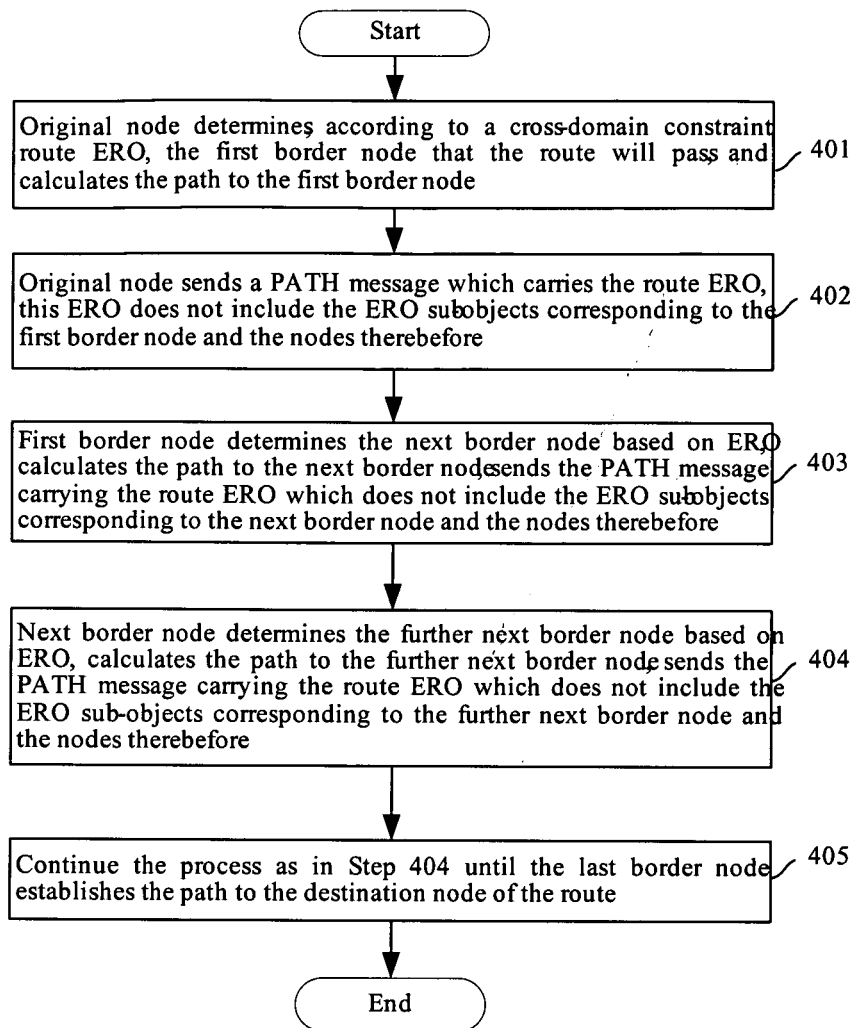 Start
Original node determines, according to a cross-domain constraint
route ERO, the first border node that the route will pass, and
calculates the path to the first border node
401
Original node sends a PATH message which carries the route ERO,
this ERO does not include the ERO subobjects corresponding to the
first border node and the nodes therebefore
402
First border node determines the next border node based on ERO,
calculates the path to the next border node, sends the PATH message
carrying the route ERO which does not include the ERO subobjects
corresponding to the next border node and the nodes therebefore
403
Next border node determines the further next border node based on
ERO, calculates the path to the further next border node, sends the
PATH message carrying the route ERO which does not include the
ERO sub-objects corresponding to the further next border node and
the nodes therebefore
404
Continue the process as in Step 404 until the last border node
establishes the path to the destination node of the route
405
End